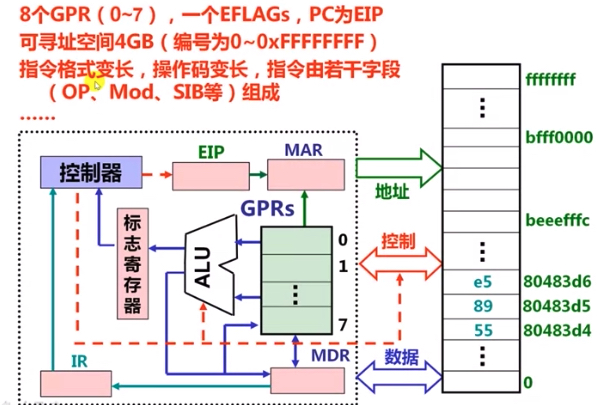 8个GPR（0~7），一个EFLAGs，PC为EIP
可寻址空间4GB（编号为0~0xFFFFFFFF）
指令格式变长，操作码变长，指令由若干字段
（OP、Mod、SIB等）组成
……
控制器
EIP
MAR
GPRs
标志寄存器
ALU
0
1
⋮
7
IR
MDR
地址
控制
数据
ffffffff
⋮
bfff0000
beeefffc
⋮
e5 80483d6
89 80483d5
55 80483d4
⋮
0